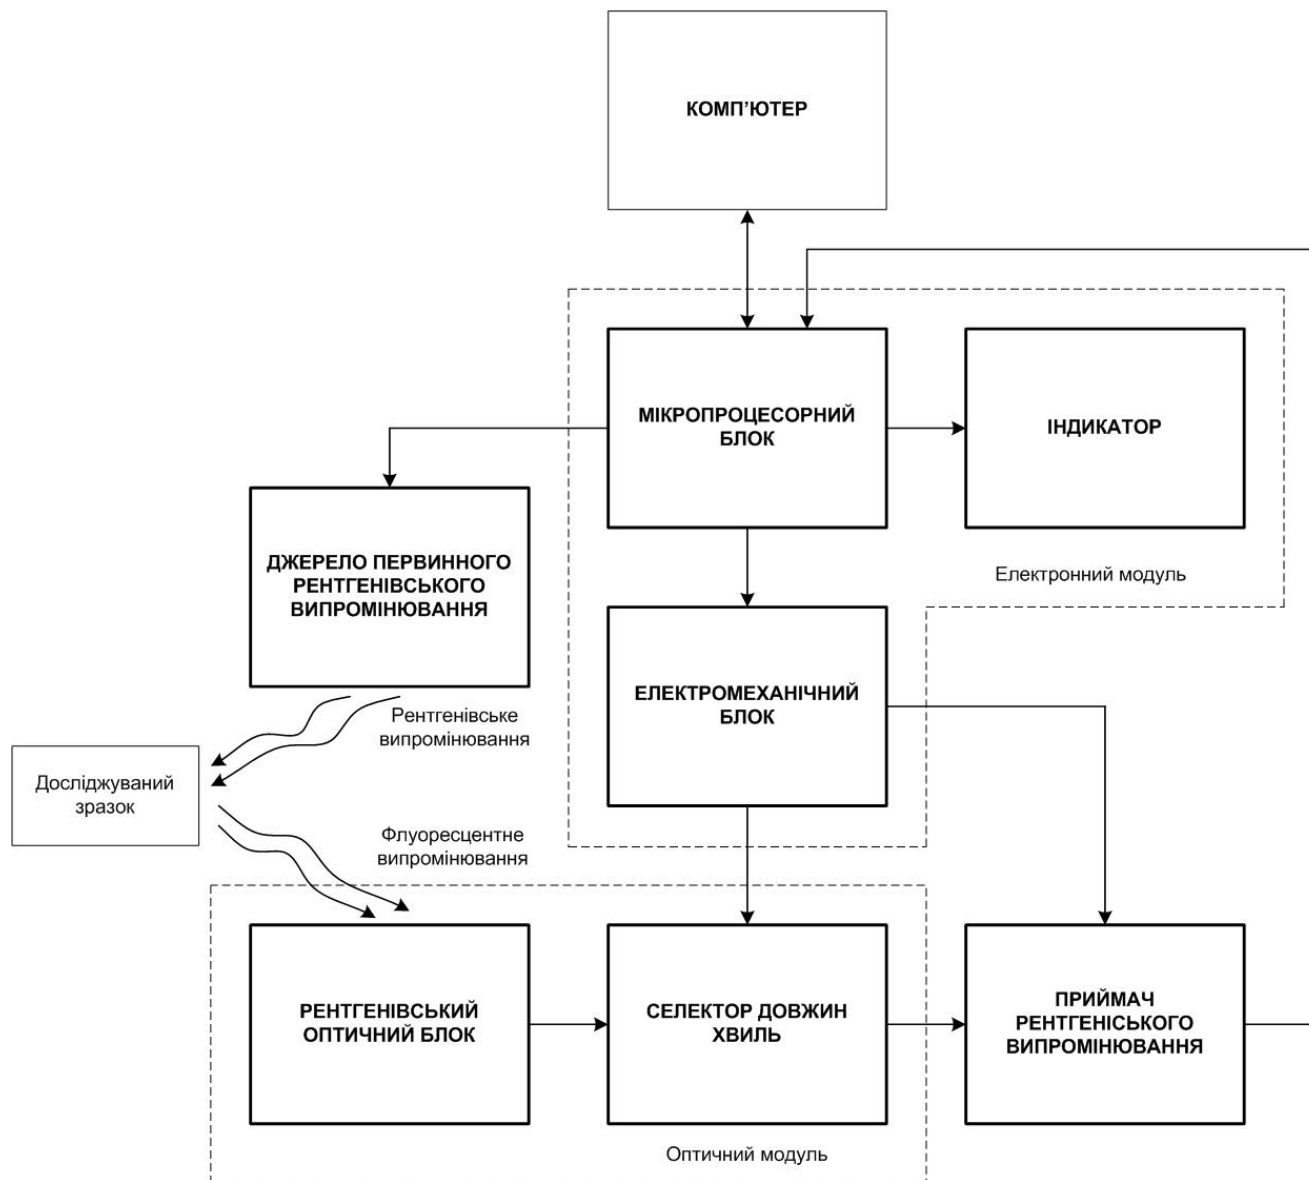 КОМП'ЮТЕР
МІКРОПРОЦЕСОРНИЙ
БЛОК
ІНДИКАТОР
Електронний модуль
ДЖЕРЕЛО ПЕРВИННОГО
РЕНТГЕНІВСЬКОГО
ВИПРОМІНЮВАННЯ
ЕЛЕКТРОМЕХАНІЧНИЙ
БЛОК
Рентгенівське
випромінювання
Досліджуваний
зразок
Флуоресцентне
випромінювання
РЕНТГЕНІВСЬКИЙ
ОПТИЧНИЙ БЛОК
СЕЛЕКТОР ДОВЖИН
ХВИЛЬ
ПРИЙМАЧ
РЕНТГЕНІСЬКОГО
ВИПРОМІНЮВАННЯ
Оптичний модуль